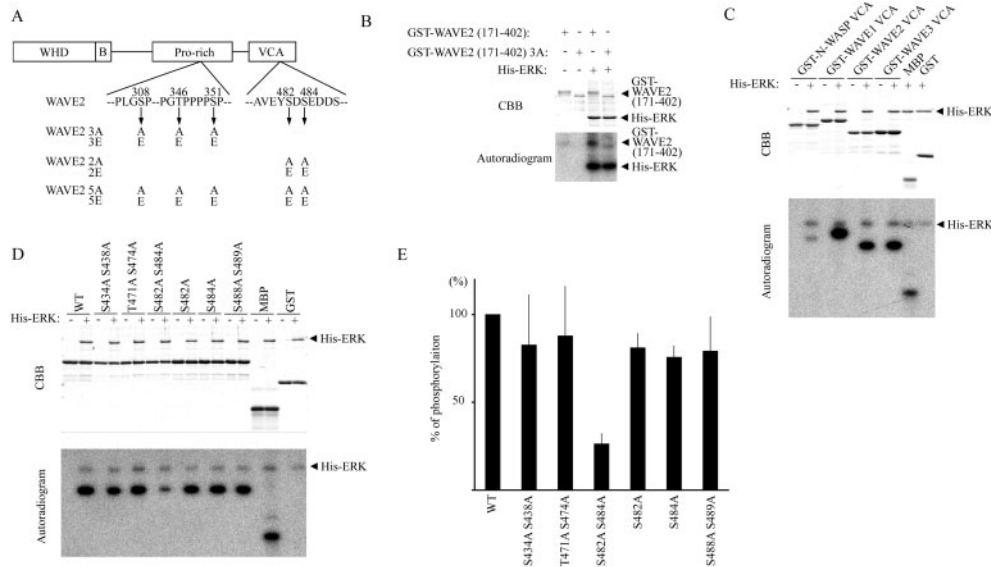 A
WHD B Pro-rich VCA
308 346 351 482 484
WAVE2 --PLGSP--PGTPPPPSP-- --AVEYSDSEDDS--
WAVE2 3A A A A
3E E E E
WAVE2 2A A A
2E E E
WAVE2 5A A A A A A
5E E E E E E
B
GST-WAVE2 (171-402): + - + -
GST-WAVE2 (171-402) 3A: - + - +
His-ERK: - - + +
CBB
GST-
WAVE2
(171-402)
His-ERK
Autoradiogram
GST-
WAVE2
(171-402)
His-ERK
C
GST-N-WASP VCA
GST-WAVE1 VCA
GST-WAVE2 VCA
GST-WAVE3 VCA
MBP
GST
His-ERK: - + - + - + - + + +
CBB
His-ERK
Autoradiogram
His-ERK
D
WT
S434A S438A
T471A S474A
S482A S484A
S482A
S484A
S488A S489A
MBP
GST
His-ERK: - + - + - + - + - + - + - + - + - +
CBB
His-ERK
Autoradiogram
His-ERK
E
(%)
100
50
% of phosphorylaiton
WT
S434A S438A
T471A S474A
S482A S484A
S482A
S484A
S488A S489A